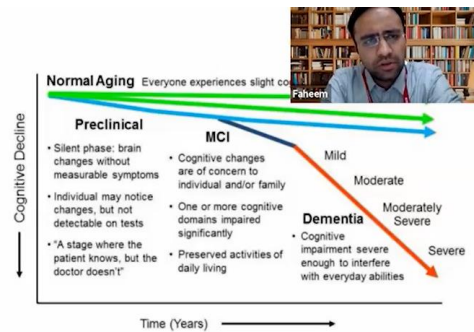 Normal Aging Everyone experiences slight
Faheem
Preclinical
• Silent phase: brain
changes without
measurable symptoms
• Individual may notice
changes, but not
detectable on tests
• "A stage where the
patient knows, but the
doctor doesn't"
MCI
• Cognitive changes
are of concern to
individual and/or family
• One or more cognitive
domains impaired
significantly
• Preserved activities of
daily living
Mild
Moderate
Moderately
Severe
Severe
Dementia
• Cognitive
impairment severe
enough to interfere
with everyday abilities
Cognitive Decline
Time (Years)